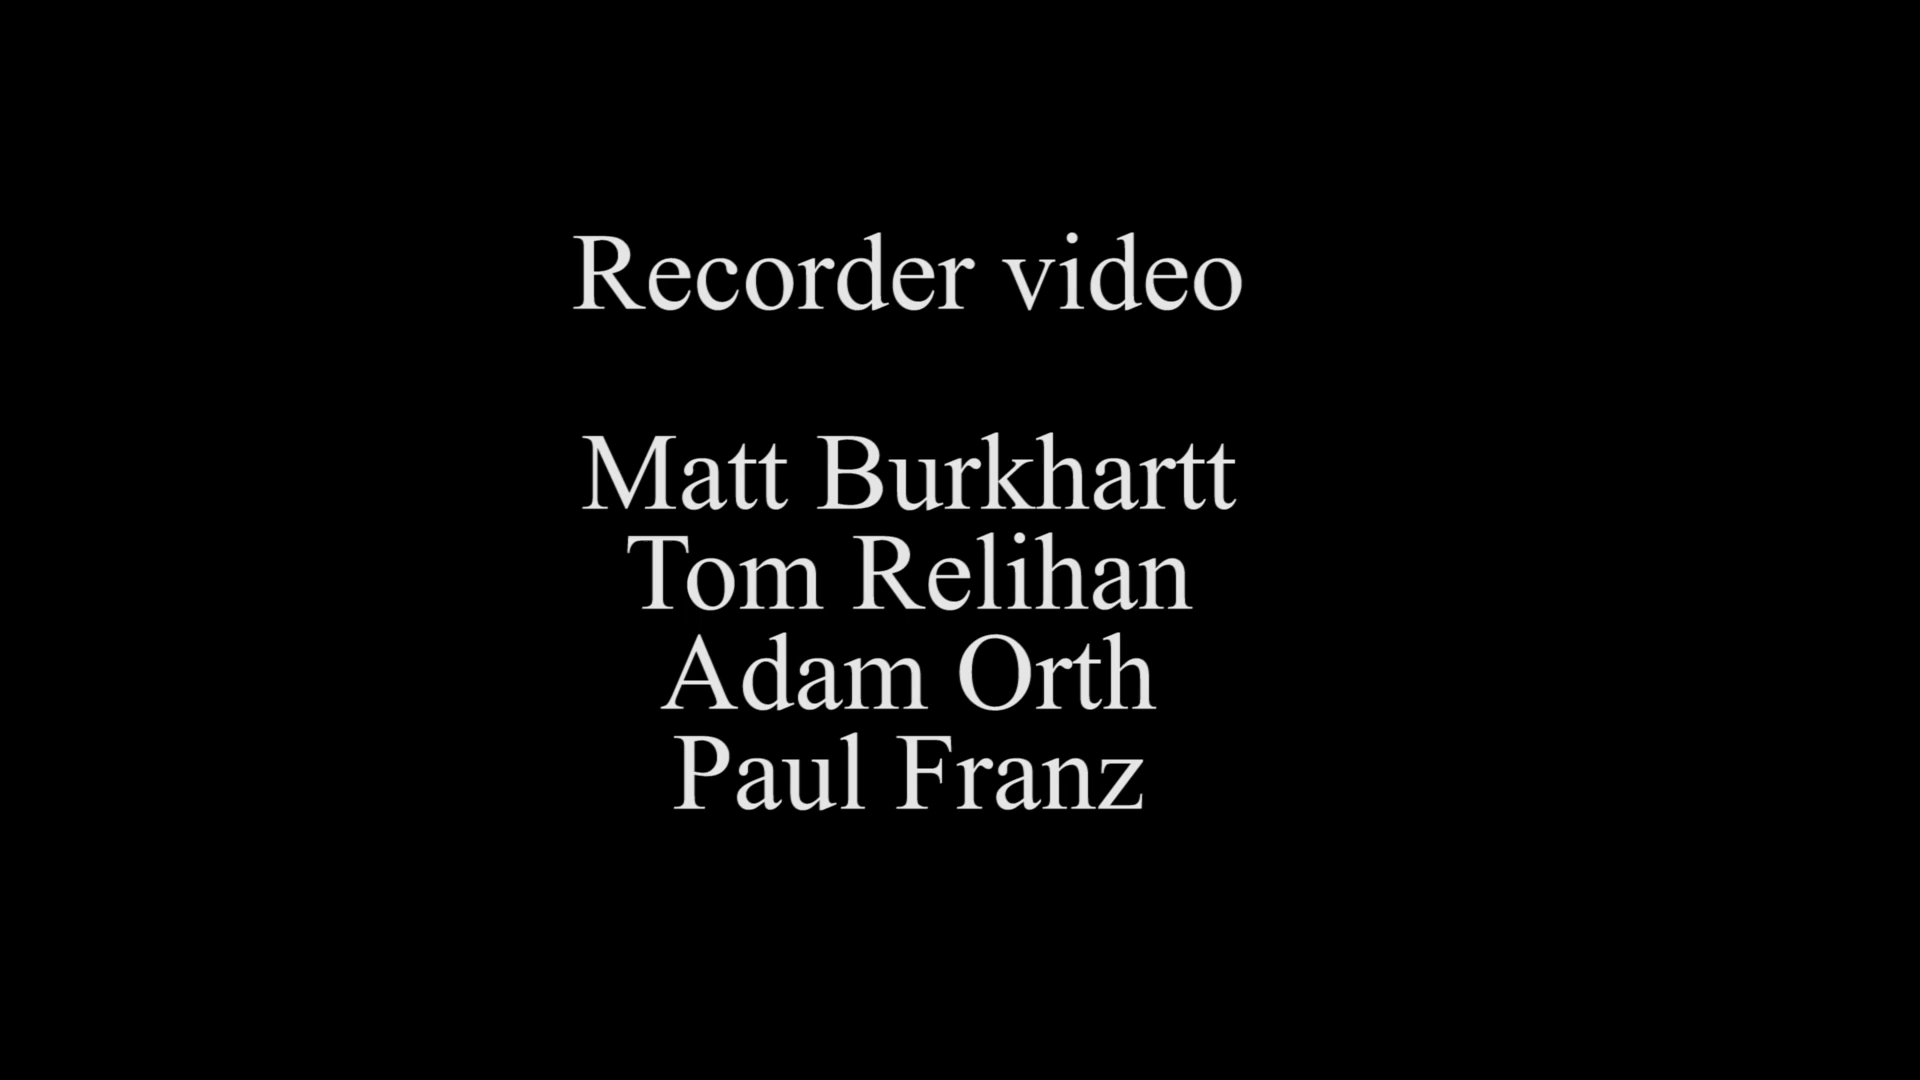 Recorder video
Matt Burkhartt
Tom Relihan
Adam Orth
Paul Franz